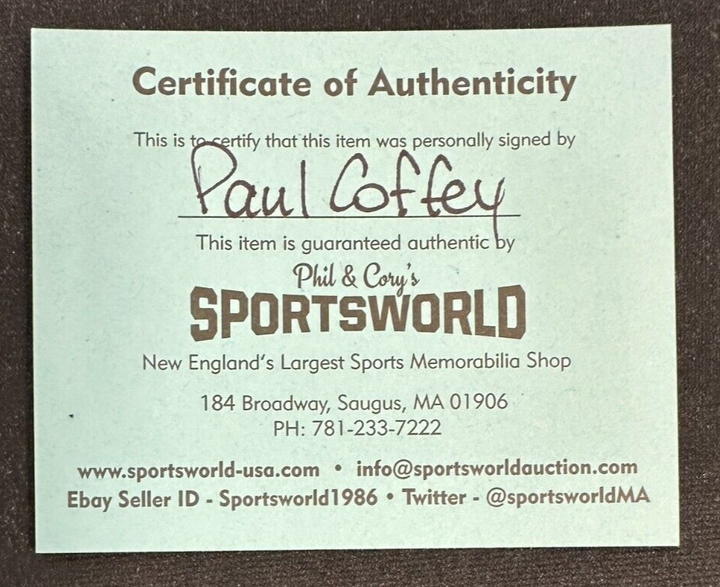 Certificate of Authenticity
This is to certify that this item was personally signed by
Paul Coffey
This item is guaranteed authentic by
Phil & Cory's
SPORTSWORLD
New England's Largest Sports Memorabilia Shop
184 Broadway, Saugus, MA 01906
PH: 781-233-7222
www.sportsworld-usa.com • info@sportsworldauction.com
Ebay Seller ID - Sportsworld1986 • Twitter - @sportsworldMA